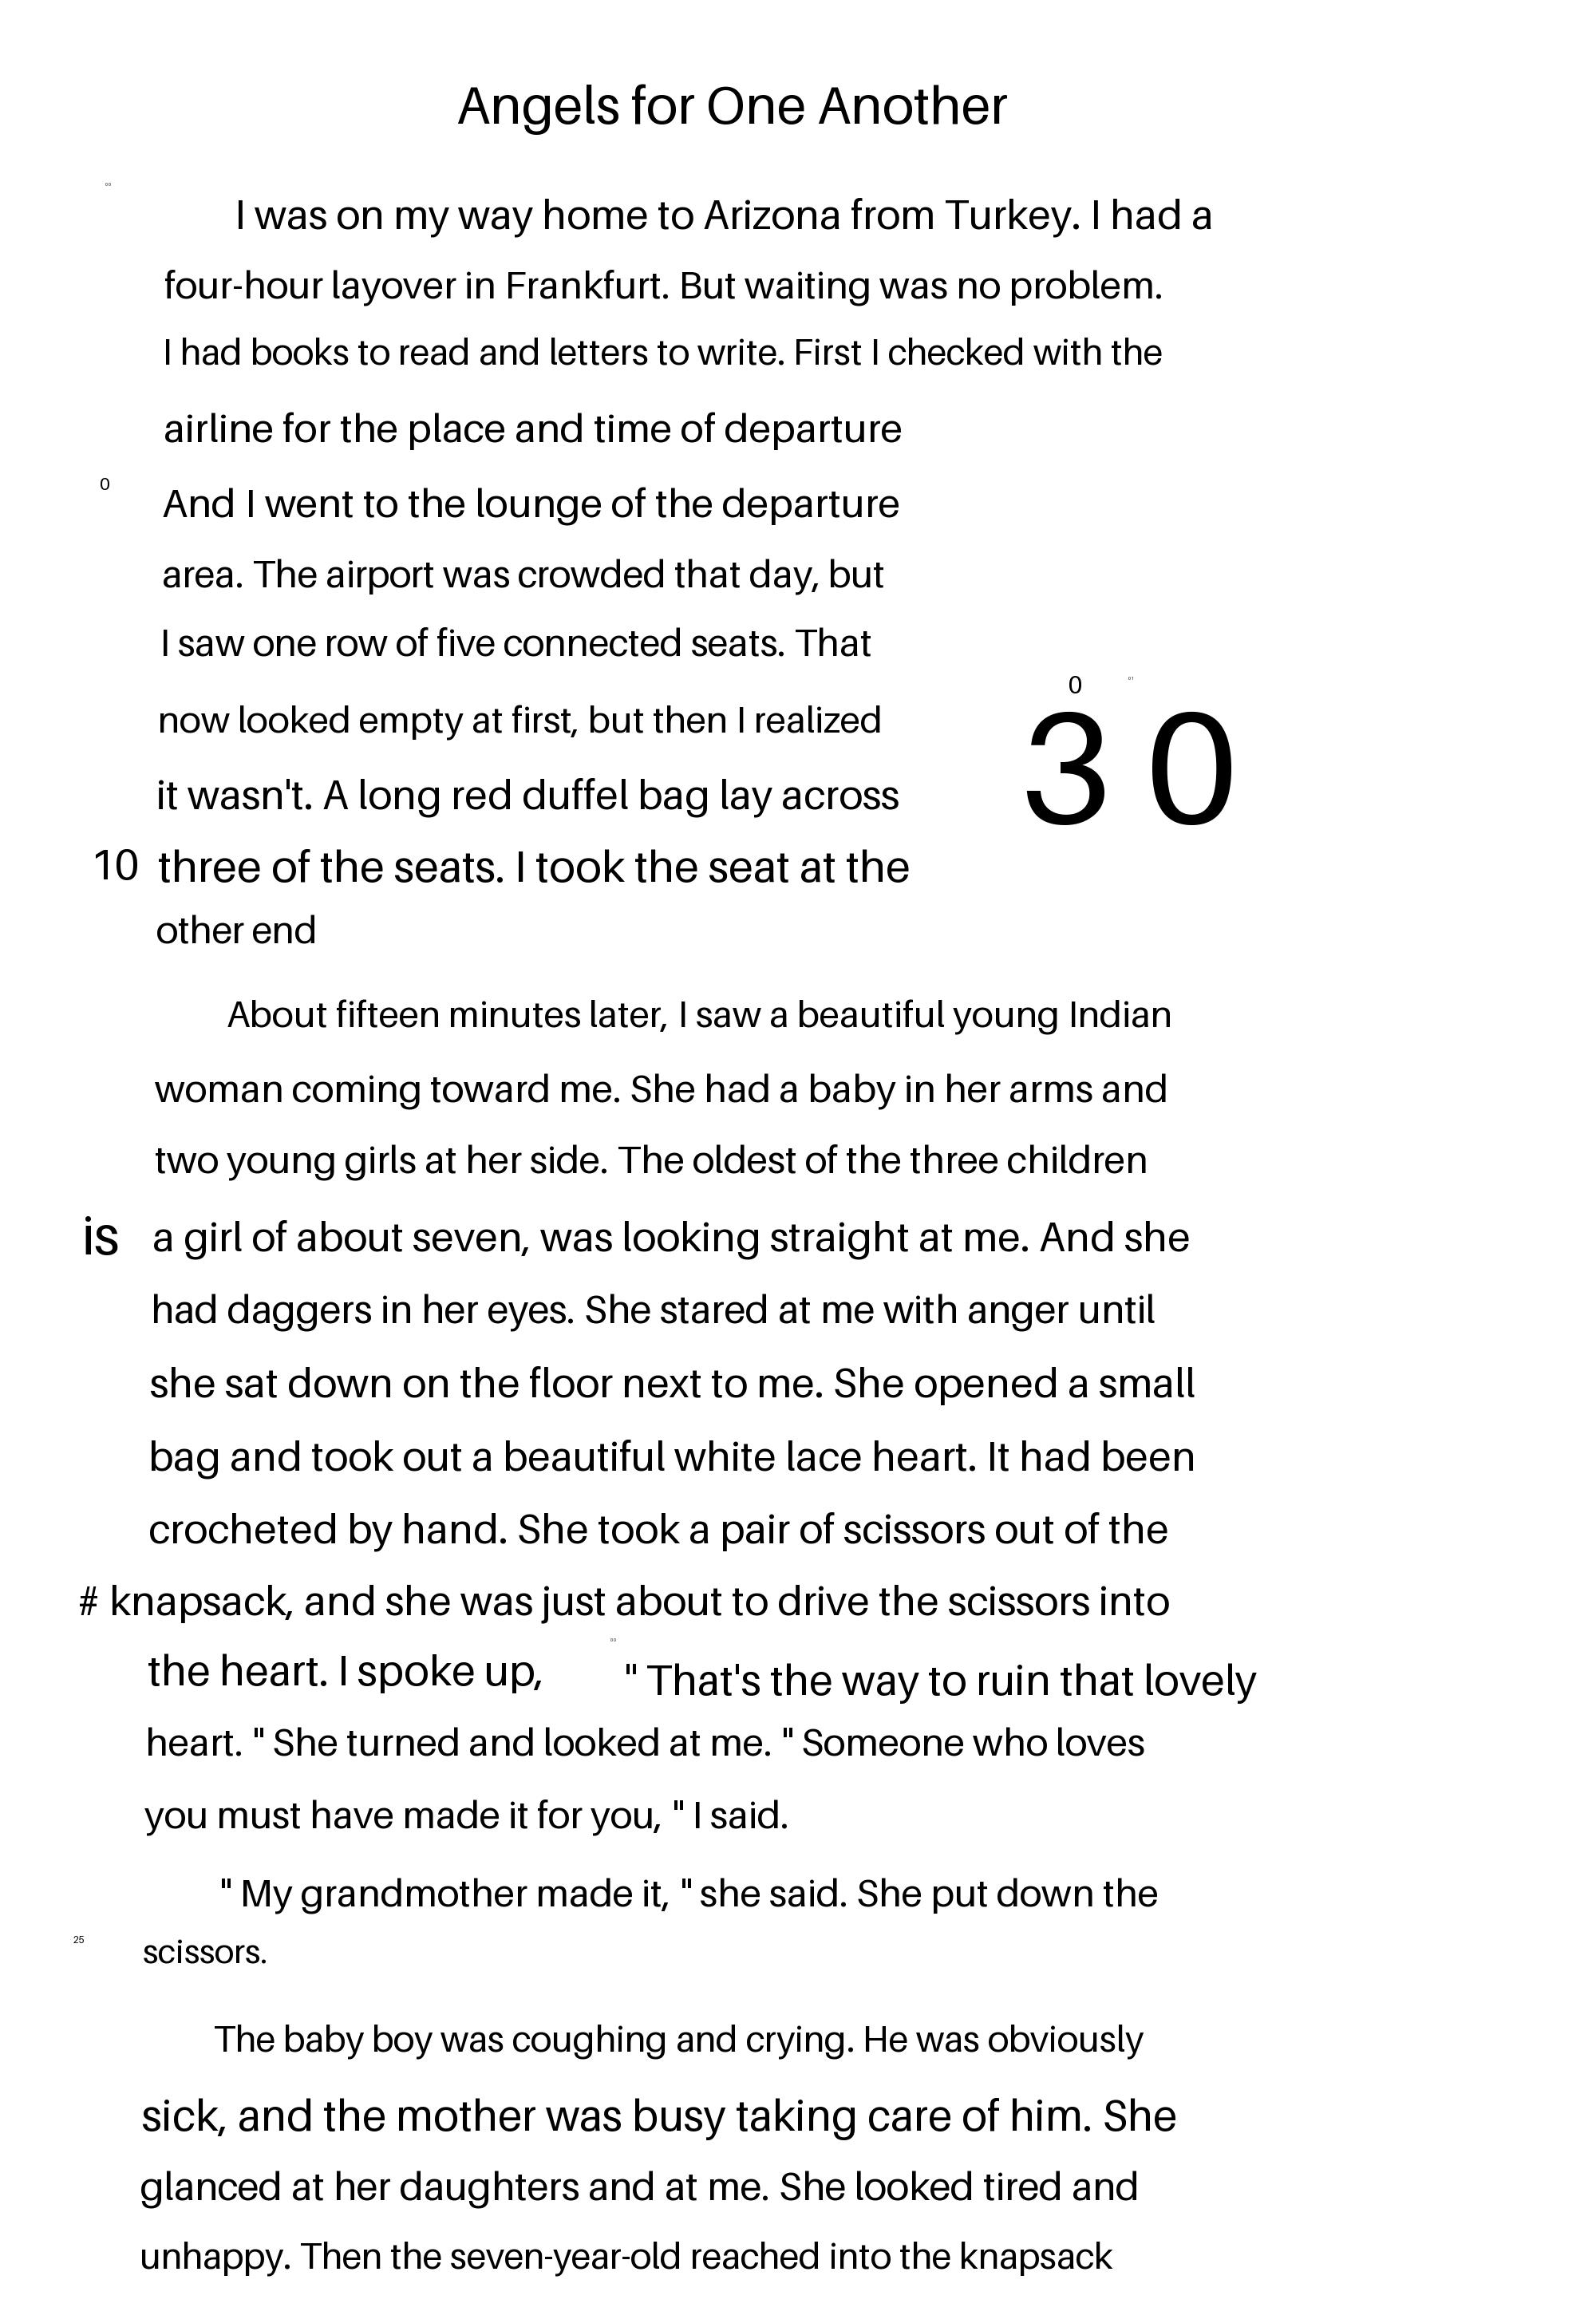 Angels for One Another
I was on my way home to Arizona from Turkey. I had a
four-hour layover in Frankfurt. But waiting was no problem.
I had books to read and letters to write. First I checked with the
airline for the place and time of departure
0 And I went to the lounge of the departure
area. The airport was crowded that day, but
I saw one row of five connected seats. That
now looked empty at first, but then I realized
it wasn't. A long red duffel bag lay across
10 three of the seats. I took the seat at the
other end
0
3 0
About fifteen minutes later, I saw a beautiful young Indian
woman coming toward me. She had a baby in her arms and
two young girls at her side. The oldest of the three children
is a girl of about seven, was looking straight at me. And she
had daggers in her eyes. She stared at me with anger until
she sat down on the floor next to me. She opened a small
bag and took out a beautiful white lace heart. It had been
crocheted by hand. She took a pair of scissors out of the
# knapsack, and she was just about to drive the scissors into
the heart. I spoke up, " That's the way to ruin that lovely
heart. " She turned and looked at me. " Someone who loves
you must have made it for you, " I said.
" My grandmother made it, " she said. She put down the
25 scissors.
The baby boy was coughing and crying. He was obviously
sick, and the mother was busy taking care of him. She
glanced at her daughters and at me. She looked tired and
unhappy. Then the seven-year-old reached into the knapsack